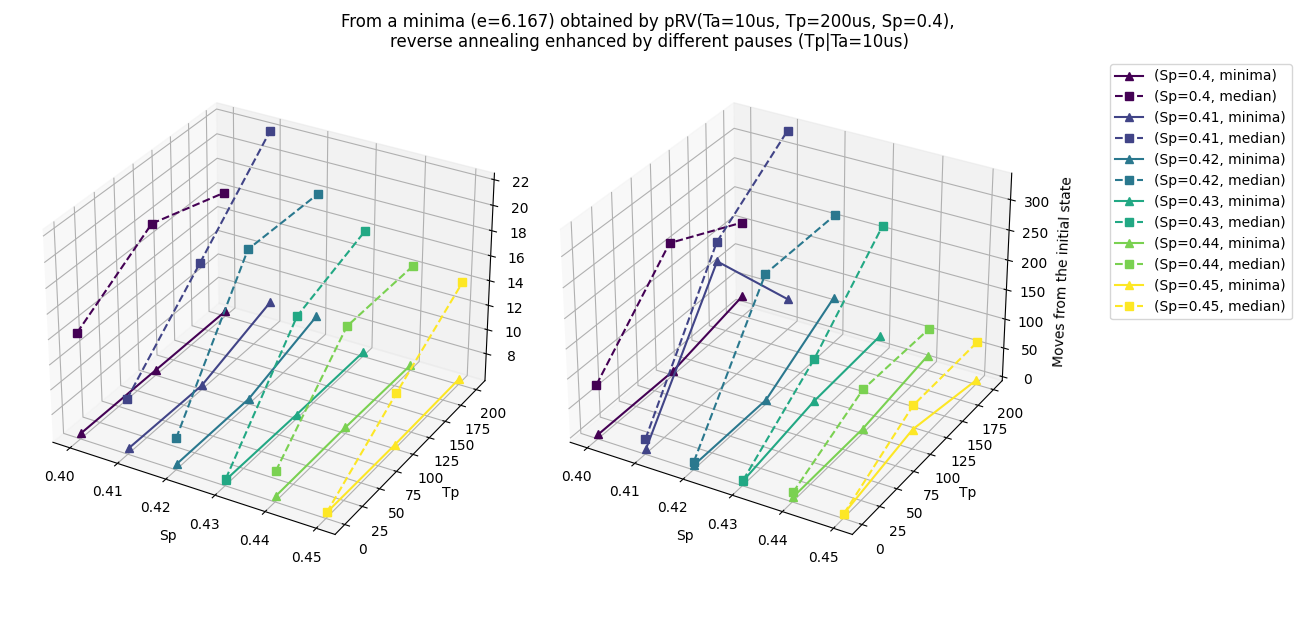 From a minima (e=6.167) obtained by pRV(Ta=10us, Tp=200us, Sp=0.4),
reverse annealing enhanced by different pauses (Tp|Ta=10us)
(Sp=0.4, minima)
(Sp=0.4, median)
(Sp=0.41, minima)
(Sp=0.41, median)
(Sp=0.42, minima)
(Sp=0.42, median)
(Sp=0.43, minima)
(Sp=0.43, median)
(Sp=0.44, minima)
(Sp=0.44, median)
(Sp=0.45, minima)
(Sp=0.45, median)
22
20
18
16
14
12
10
8
200
175
150
125
100
75
50
25
0
Tp
0.40
0.41
0.42
0.43
0.44
0.45
Sp
Moves from the initial state
300
250
200
150
100
50
0
200
175
150
125
100
75
50
25
0
Tp
0.40
0.41
0.42
0.43
0.44
0.45
Sp